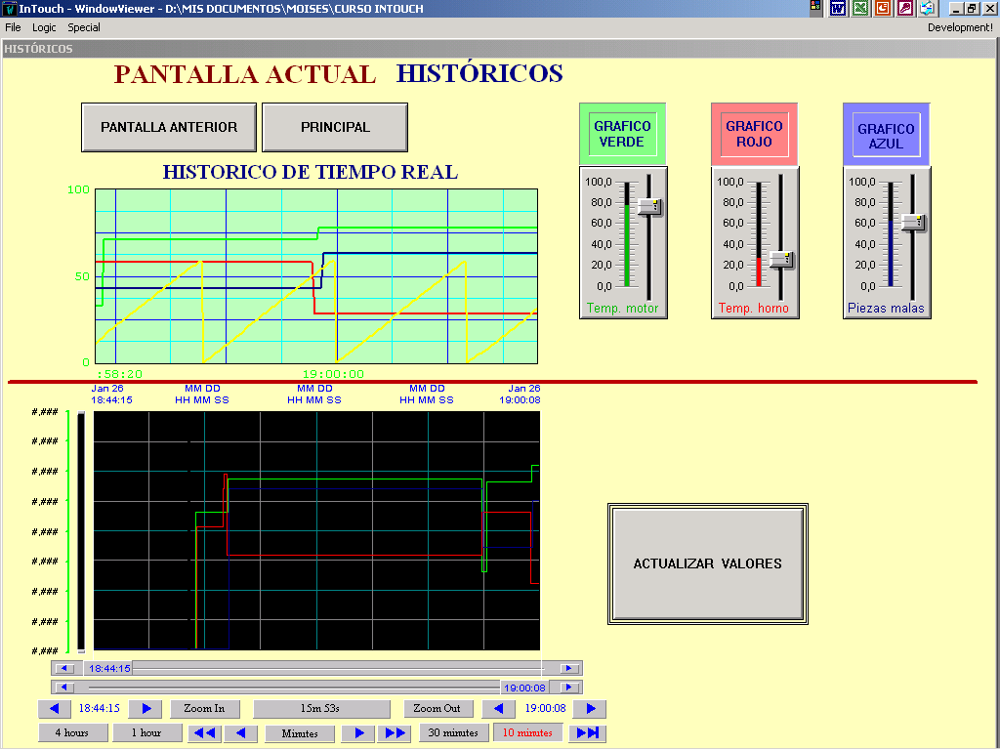 InTouch - WindowViewer - D:\MIS DOCUMENTOS\MOISES\CURSO INTOUCH
File Logic Special Development!
HISTÓRICOS
PANTALLA ACTUAL HISTÓRICOS
PANTALLA ANTERIOR PRINCIPAL
GRAFICO VERDE
GRAFICO ROJO
GRAFICO AZUL
HISTORICO DE TIEMPO REAL
100
50
0
:58:20 19:00:00
100,0 100,0 100,0
80,0 80,0 80,0
60,0 60,0 60,0
40,0 40,0 40,0
20,0 20,0 20,0
0,0 0,0 0,0
Temp. motor Temp. horno Piezas malas
Jan 26 MM DD MM DD MM DD Jan 26
18:44:15 HH MM SS HH MM SS HH MM SS 19:00:08
#,###
#,###
#,###
#,###
#,###
#,###
#,###
#,###
#,###
ACTUALIZAR VALORES
18:44:15
19:00:08
18:44:15 Zoom In 15m 53s Zoom Out 19:00:08
4 hours 1 hour Minutes 30 minutes 10 minutes